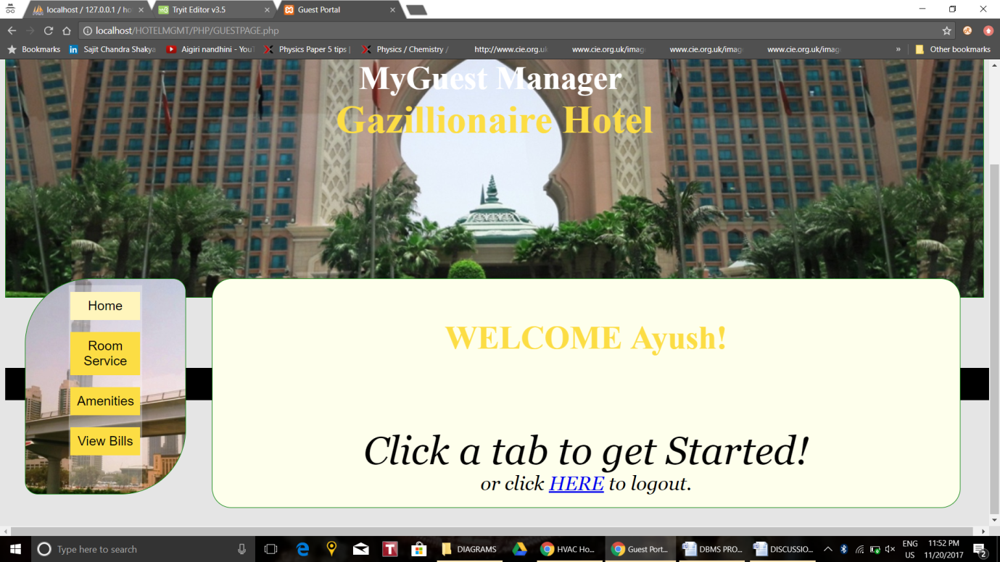 localhost / 127.0.0.1 / ho
Tryit Editor v3.5
Guest Portal
localhost/HOTELMGMT/PHP/GUESTPAGE.php
Bookmarks
Sajit Chandra Shakya
Aigiri nandhini - YouT
Physics Paper 5 tips |
Physics / Chemistry /
http://www.cie.org.uk
www.cie.org.uk/imag
www.cie.org.uk/imag
www.cie.org.uk/imag
»
Other bookmarks
MyGuest Manager
Gazillionaire Hotel
Home
Room
Service
Amenities
View Bills
WELCOME Ayush!
Click a tab to get Started!
or click HERE to logout.
Type here to search
DIAGRAMS
HVAC Ho...
Guest Port...
DBMS PRO...
DISCUSSIO...
ENG
US
11:52 PM
11/20/2017
2